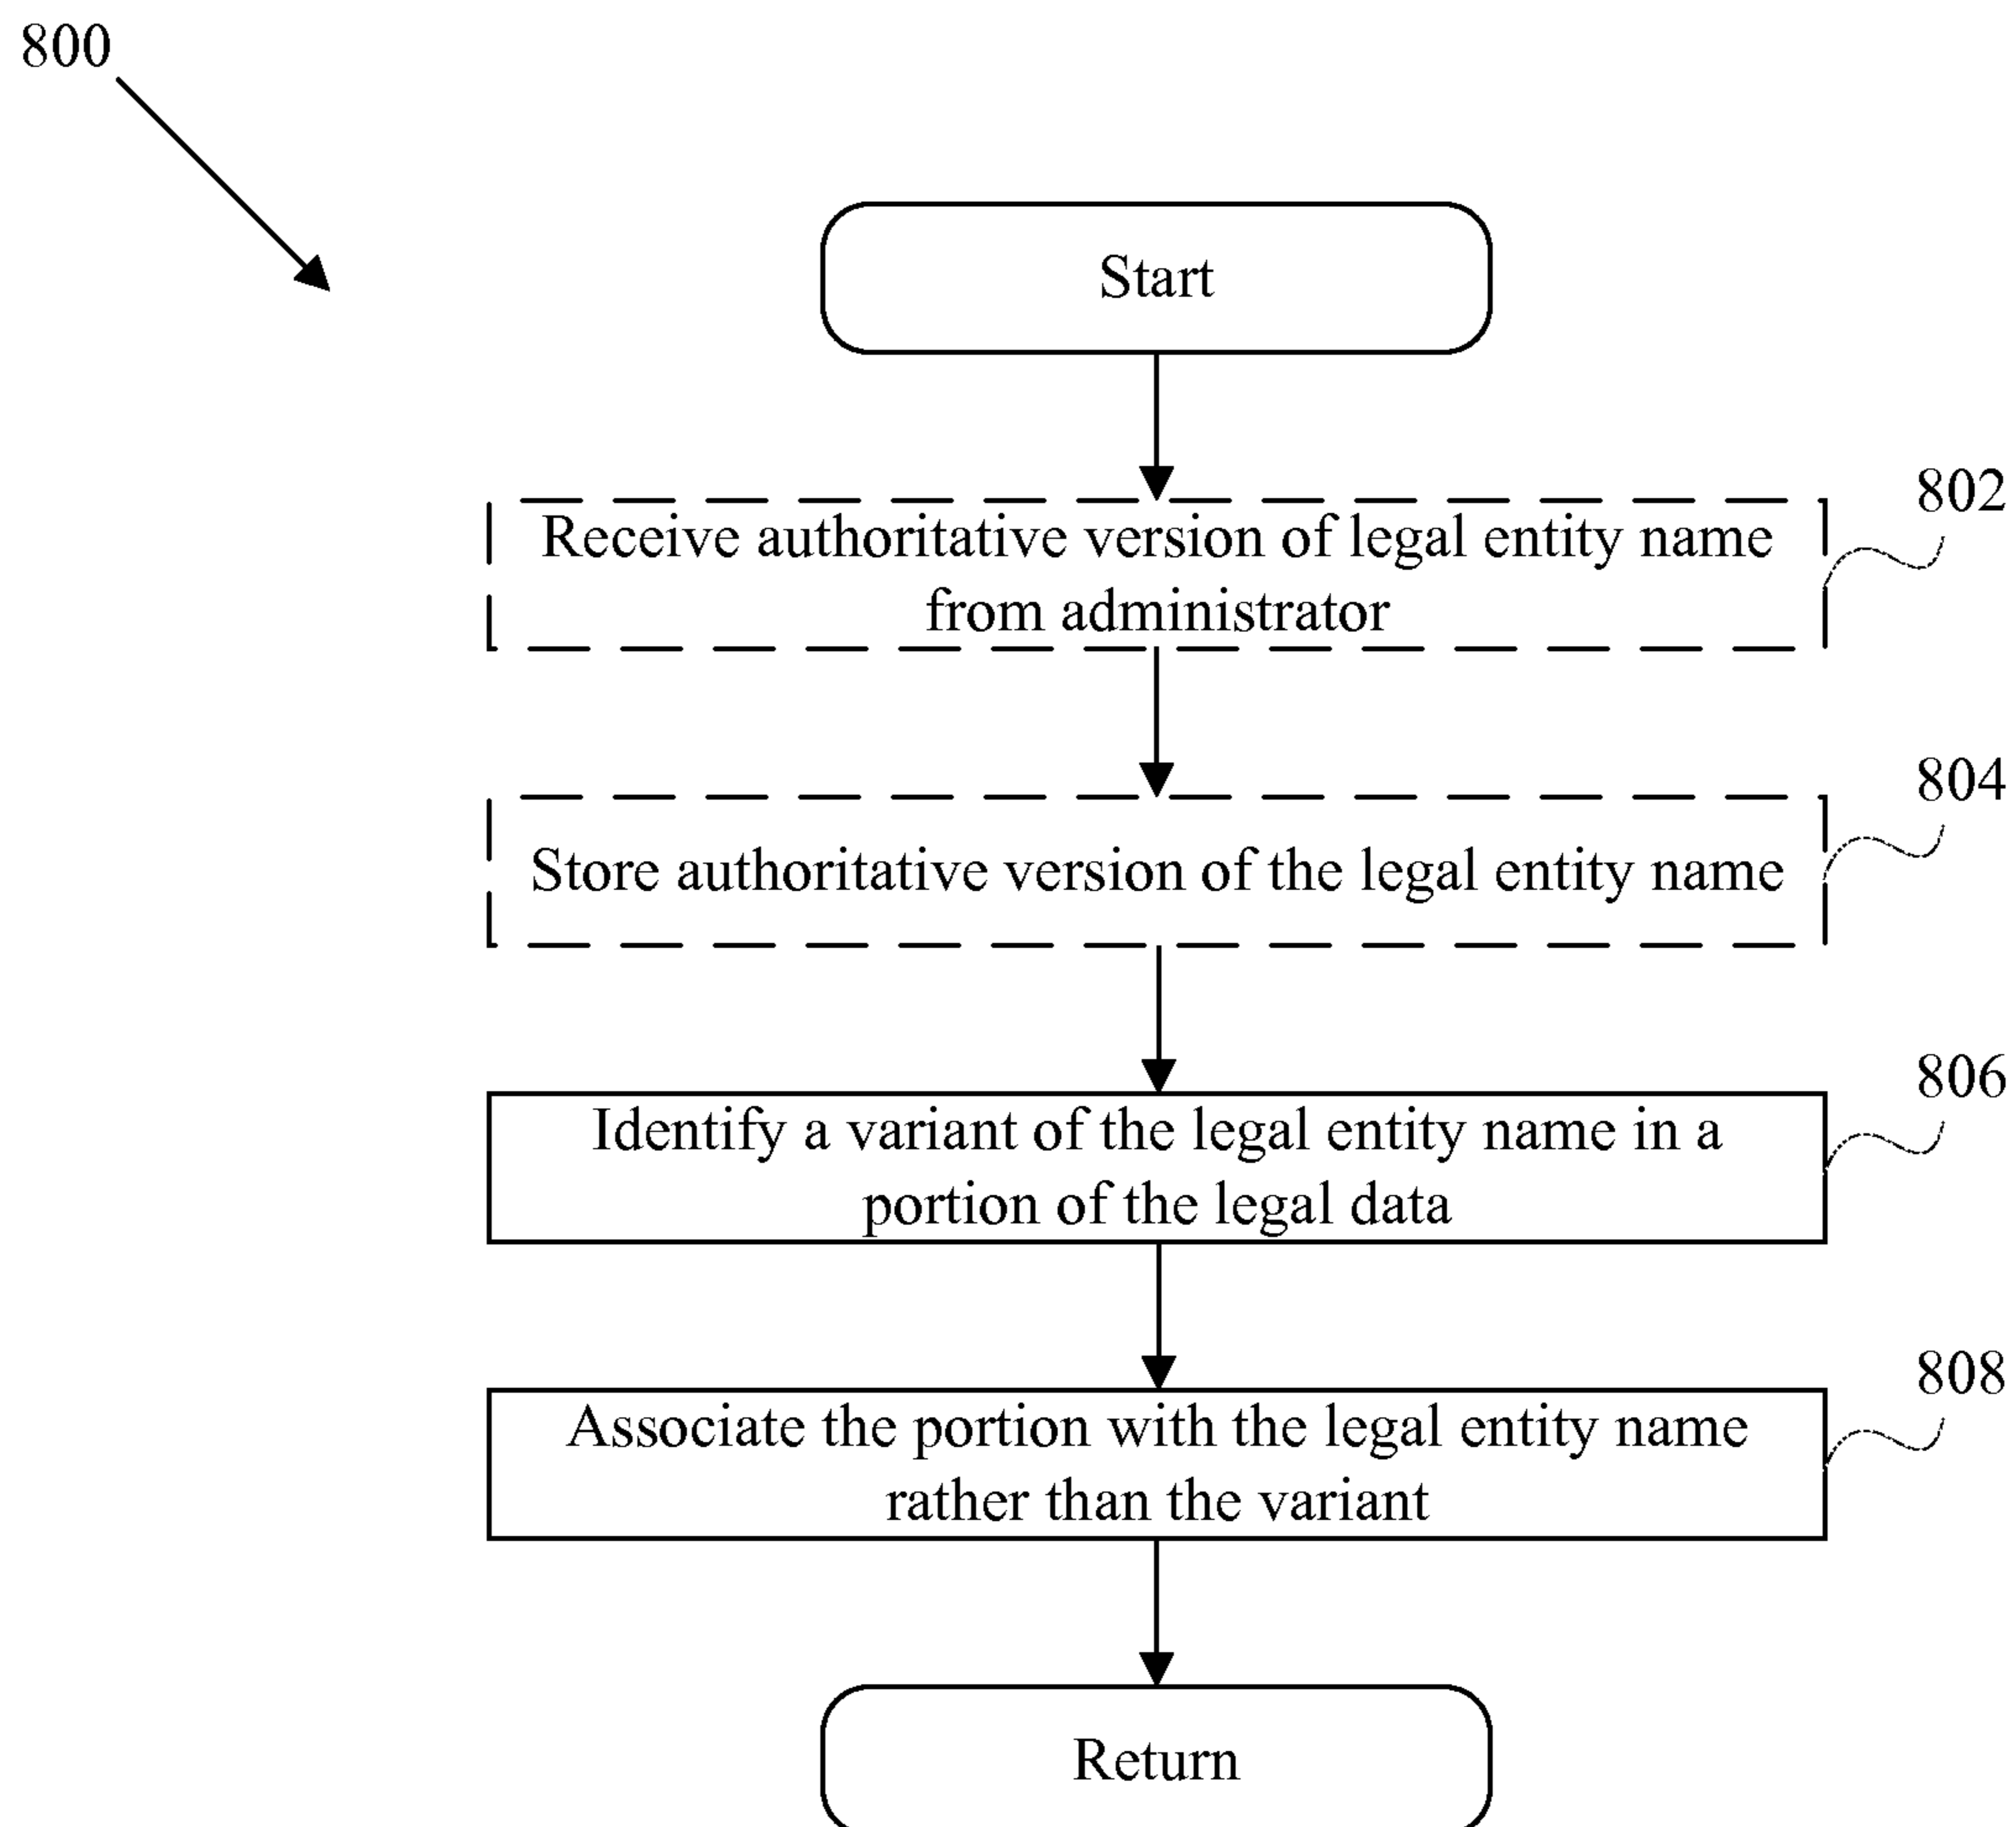 800
Start
802
Receive authoritative version of legal entity name
from administrator
804
Store authoritative version of the legal entity name
806
Identify a variant of the legal entity name in a
portion of the legal data
808
Associate the portion with the legal entity name
rather than the variant
Return